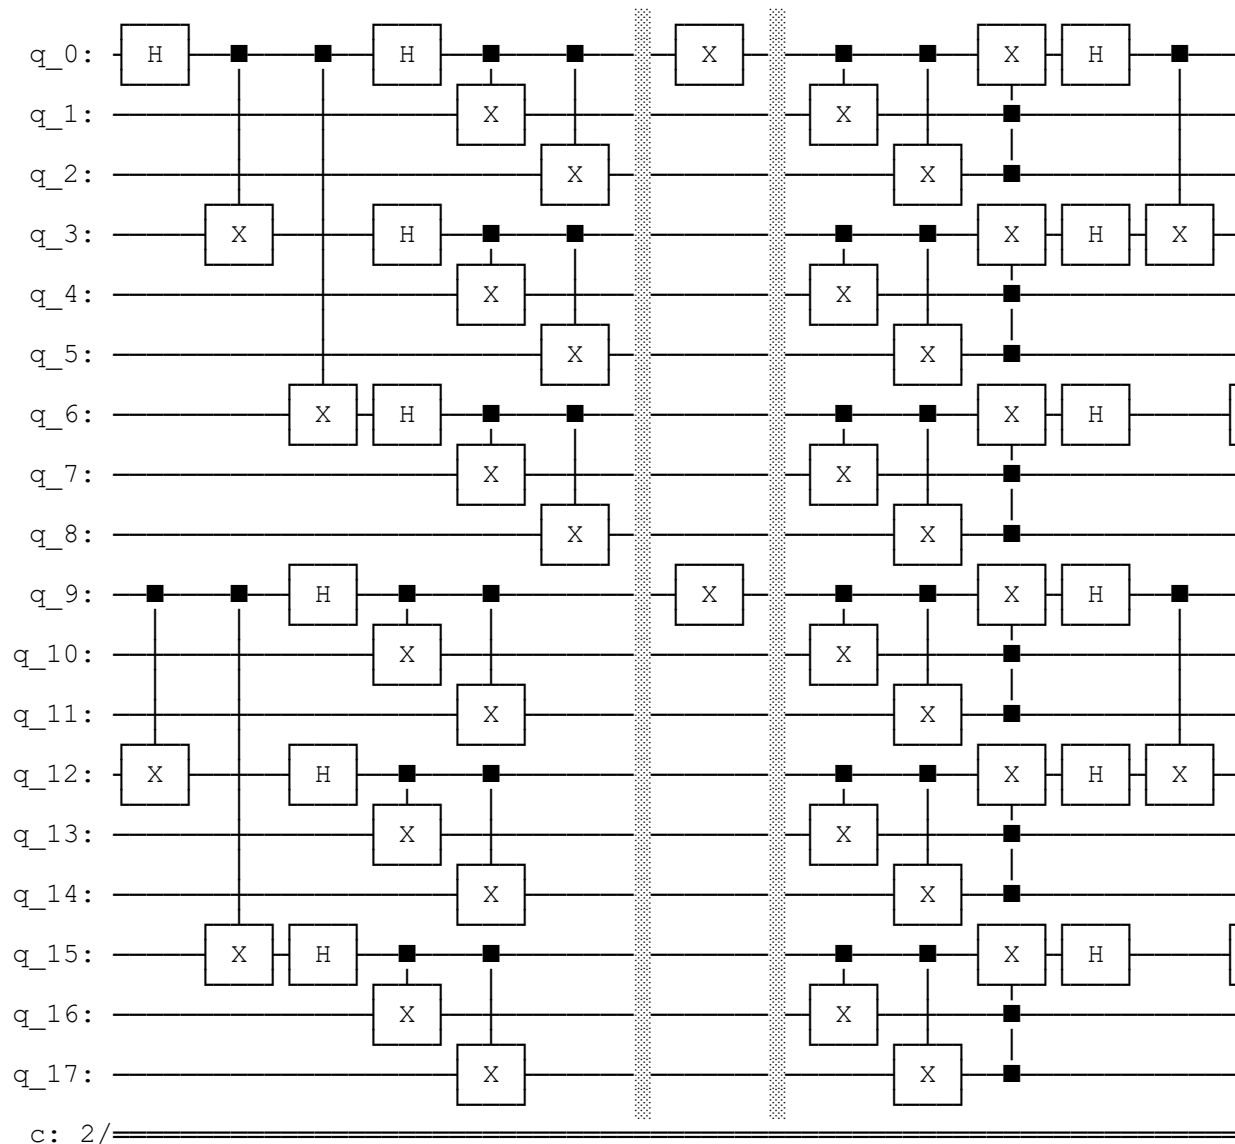 q_0: H H X X H
q_1: X X
q_2: X X
q_3: X H X H X
q_4: X X
q_5: X X
q_6: X H X H
q_7: X X
q_8: X X
q_9: H X X H
q_10: X X
q_11: X X
q_12: X H X H X
q_13: X X
q_14: X X
q_15: X H X H
q_16: X X
q_17: X X
c: 2/